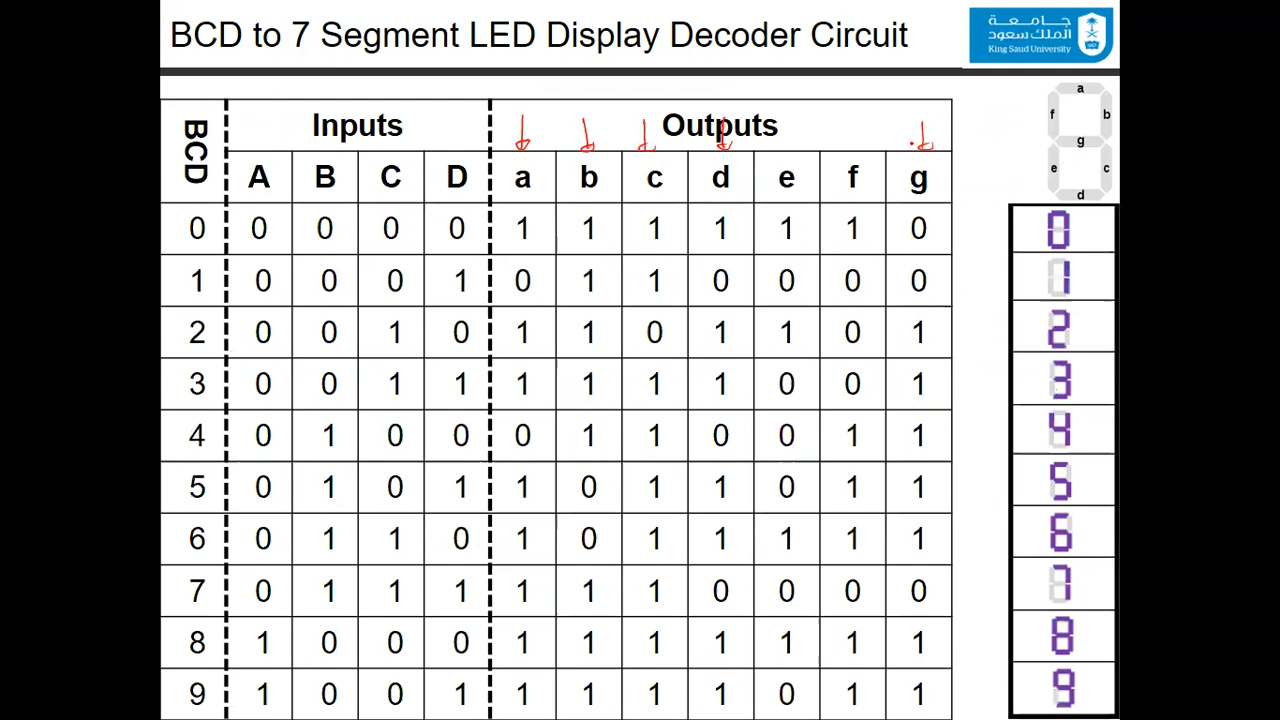 BCD to 7 Segment LED Display Decoder Circuit
جامعة
الملك سعود
King Saud University
BCD Inputs Outputs
A B C D a b c d e f g
0 0 0 0 0 1 1 1 1 1 1 0
1 0 0 0 1 0 1 1 0 0 0 0
2 0 0 1 0 1 1 0 1 1 0 1
3 0 0 1 1 1 1 1 1 0 0 1
4 0 1 0 0 0 1 1 0 0 1 1
5 0 1 0 1 1 0 1 1 0 1 1
6 0 1 1 0 1 0 1 1 1 1 1
7 0 1 1 1 1 1 1 0 0 0 0
8 1 0 0 0 1 1 1 1 1 1 1
9 1 0 0 1 1 1 1 1 0 1 1
a
f b
g
e c
d
0
1
2
3
4
5
6
7
8
9